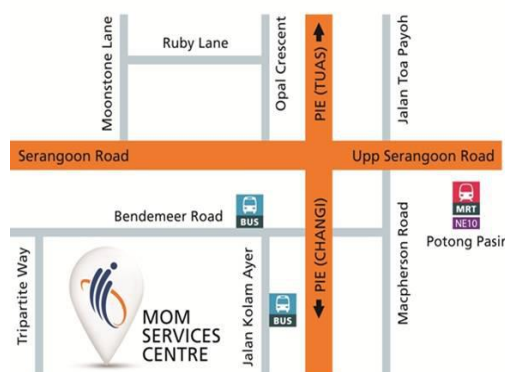 Ruby Lane
Moonstone Lane
Opal Crescent
PIE (TUAS)
Jalan Toa Payoh
Serangoon Road
Upp Serangoon Road
BUS
MRT
NE10
Potong Pasir
Bendemeer Road
PIE (CHANGI)
Macpherson Road
Tripartite Way
Jalan Kolam Ayer
BUS
MOM
SERVICES
CENTRE